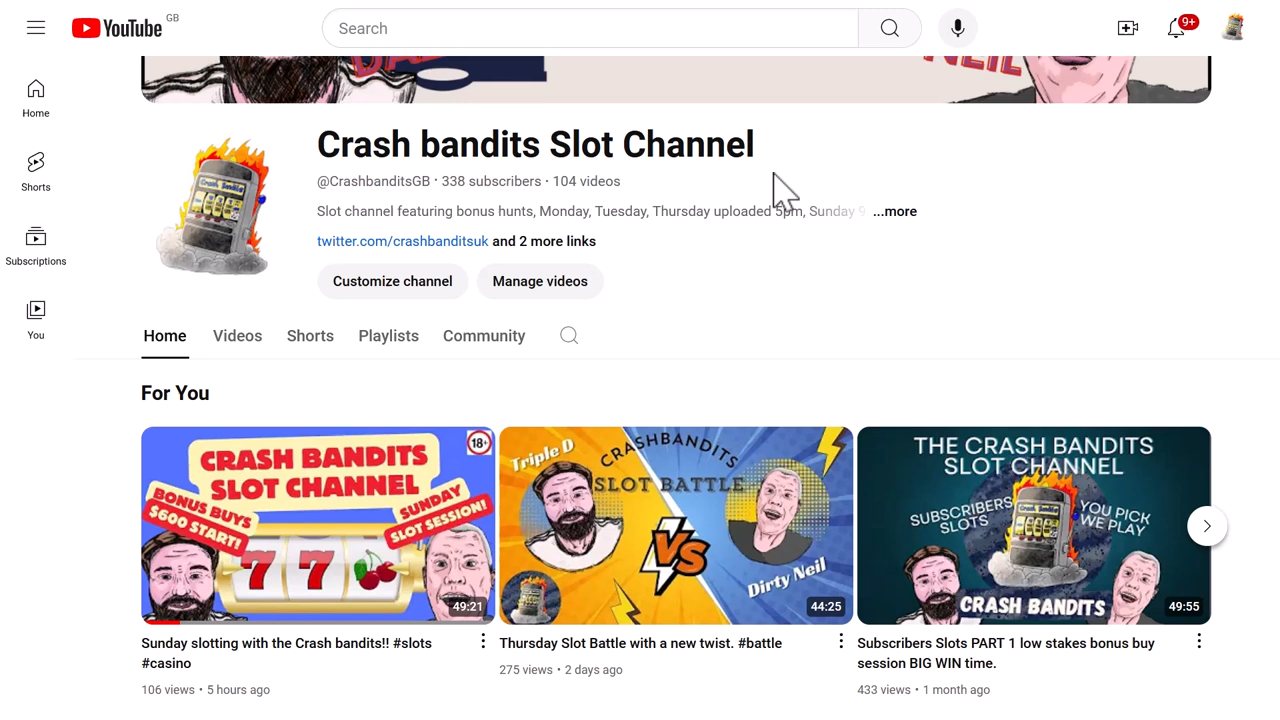 YouTube GB
Search
9+
NEIL
Home
Shorts
Subscriptions
You
Crash bandits Slot Channel
@CrashbanditsGB · 338 subscribers · 104 videos
Slot channel featuring bonus hunts, Monday, Tuesday, Thursday uploaded 5pm, Sunday 9 ...more
twitter.com/crashbanditsuk and 2 more links
Customize channel Manage videos
Home Videos Shorts Playlists Community
For You
CRASH BANDITS
SLOT CHANNEL
18+
BONUS BUYS
$600 START!
SUNDAY
SLOT SESSION!
7 7
49:21
Triple D
CRASHBANDITS
SLOT BATTLE
VS
Dirty Neil
44:25
THE CRASH BANDITS
SLOT CHANNEL
SUBSCRIBERS
SLOTS
YOU PICK
WE PLAY
Crash Bandits
CRASH BANDITS
49:55
Sunday slotting with the Crash bandits!! #slots
#casino
106 views • 5 hours ago
Thursday Slot Battle with a new twist. #battle
275 views • 2 days ago
Subscribers Slots PART 1 low stakes bonus buy
session BIG WIN time.
433 views • 1 month ago